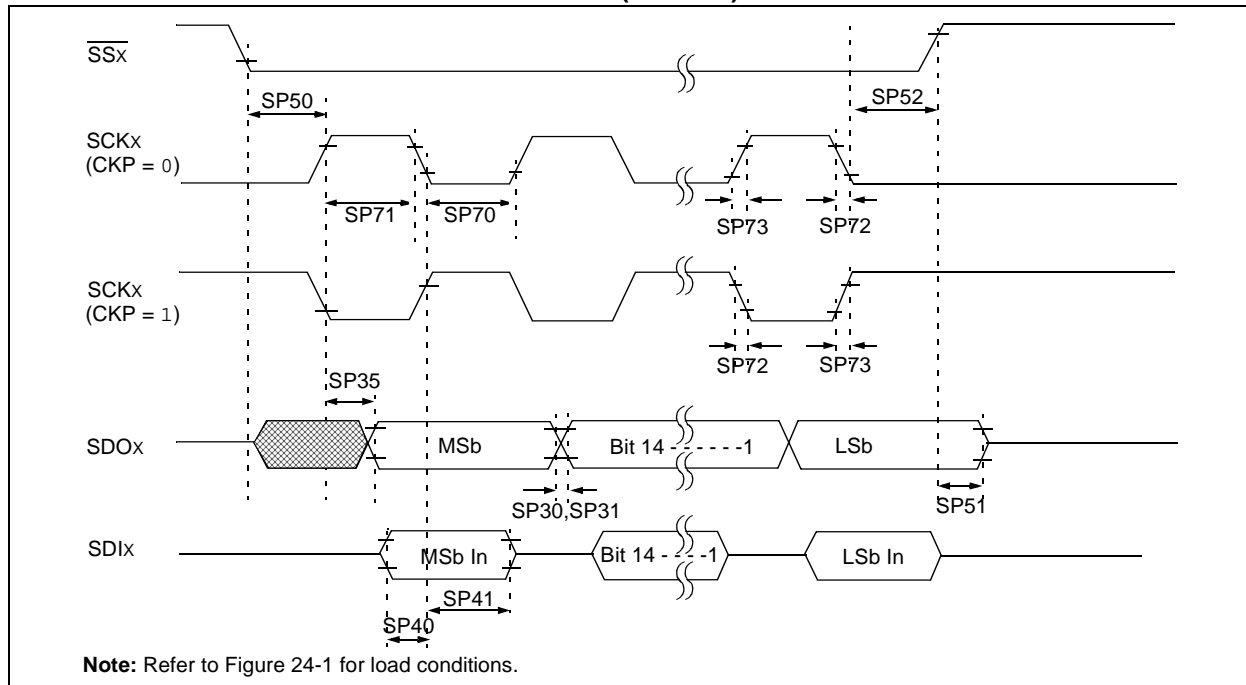 SSX
SP50
SP52
SCKX
(CKP = 0)
SP71
SP70
SP73
SP72
SCKX
(CKP = 1)
SP72
SP73
SP35
SDOX
MSb
Bit 14 - - - - - -1
LSb
SP30,SP31
SP51
SDIX
MSb In
Bit 14 - - - -1
LSb In
SP41
SP40
Note: Refer to Figure 24-1 for load conditions.